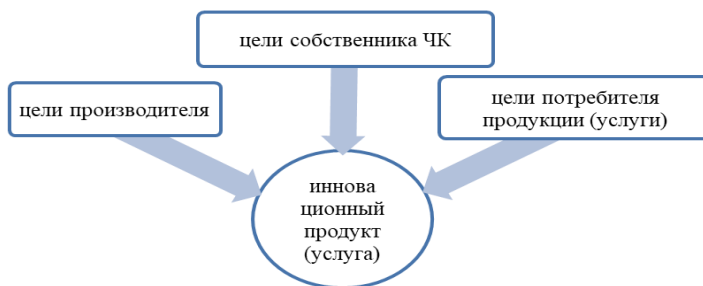 цели собственника ЧК
цели производителя
цели потребителя
продукции (услуги)
иннова
ционный
продукт
(услуга)